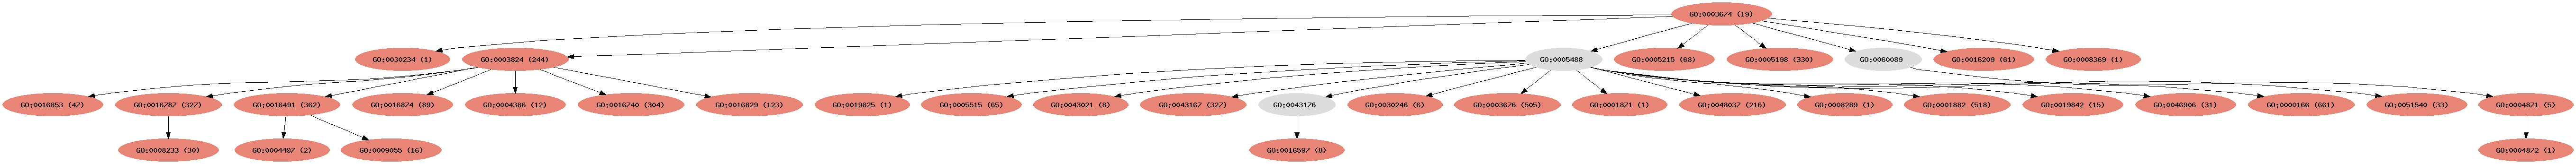 GO:0003674 (19)
GO:0030234 (1)
GO:0003824 (244)
GO:0005488
GO:0005215 (68)
GO:0005198 (330)
GO:0060089
GO:0016209 (61)
GO:0008369 (1)
GO:0016853 (47)
GO:0016787 (327)
GO:0016491 (362)
GO:0016874 (89)
GO:0004386 (12)
GO:0016740 (304)
GO:0016829 (123)
GO:0019825 (1)
GO:0005515 (65)
GO:0043021 (8)
GO:0043167 (327)
GO:0043176
GO:0030246 (6)
GO:0003676 (505)
GO:0001871 (1)
GO:0048037 (216)
GO:0008289 (1)
GO:0001882 (518)
GO:0019842 (15)
GO:0046906 (31)
GO:0000166 (661)
GO:0051540 (33)
GO:0004871 (5)
GO:0008233 (30)
GO:0004497 (2)
GO:0009055 (16)
GO:0016597 (8)
GO:0004872 (1)